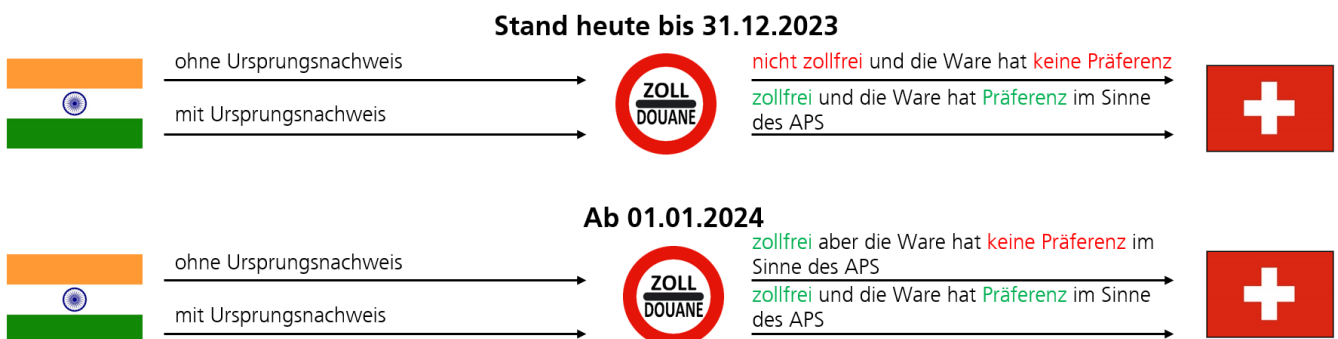 Stand heute bis 31.12.2023
ohne Ursprungsnachweis
nicht zollfrei und die Ware hat keine Präferenz
mit Ursprungsnachweis
ZOLL
DOUANE
zollfrei und die Ware hat Präferenz im Sinne
des APS
Ab 01.01.2024
ohne Ursprungsnachweis
zollfrei aber die Ware hat keine Präferenz im
Sinne des APS
mit Ursprungsnachweis
ZOLL
DOUANE
zollfrei und die Ware hat Präferenz im Sinne
des APS